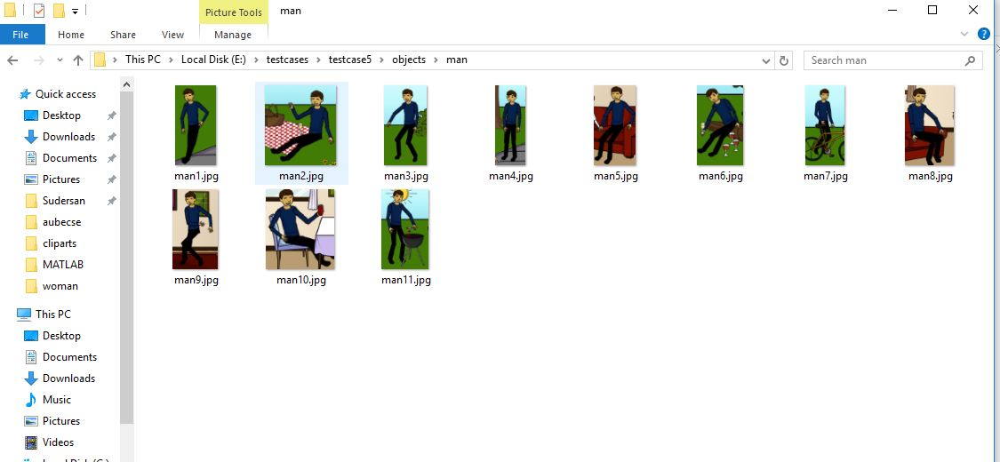 Picture Tools man
File Home Share View Manage
This PC Local Disk (E:) testcases testcase5 objects man Search man
Quick access
Desktop
Downloads
Documents
Pictures
Sudersan
aubecse
cliparts
MATLAB
woman
This PC
Desktop
Documents
Downloads
Music
Pictures
Videos
Local Disk (C:)
man1.jpg man2.jpg man3.jpg man4.jpg man5.jpg man6.jpg man7.jpg man8.jpg
man9.jpg man10.jpg man11.jpg